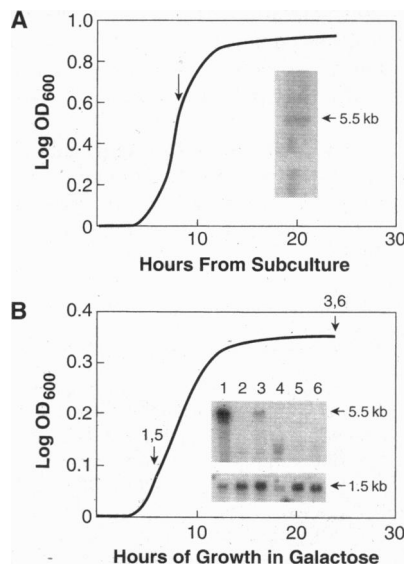 A
1.0
0.8
0.6
0.4
0.2
0
Log OD600
5.5 kb
10
20
30
Hours From Subculture
B
0.4
0.3
0.2
0.1
0
Log OD600
3,6
1,5
1 2 3 4 5 6
5.5 kb
1.5 kb
10
20
30
Hours of Growth in Galactose